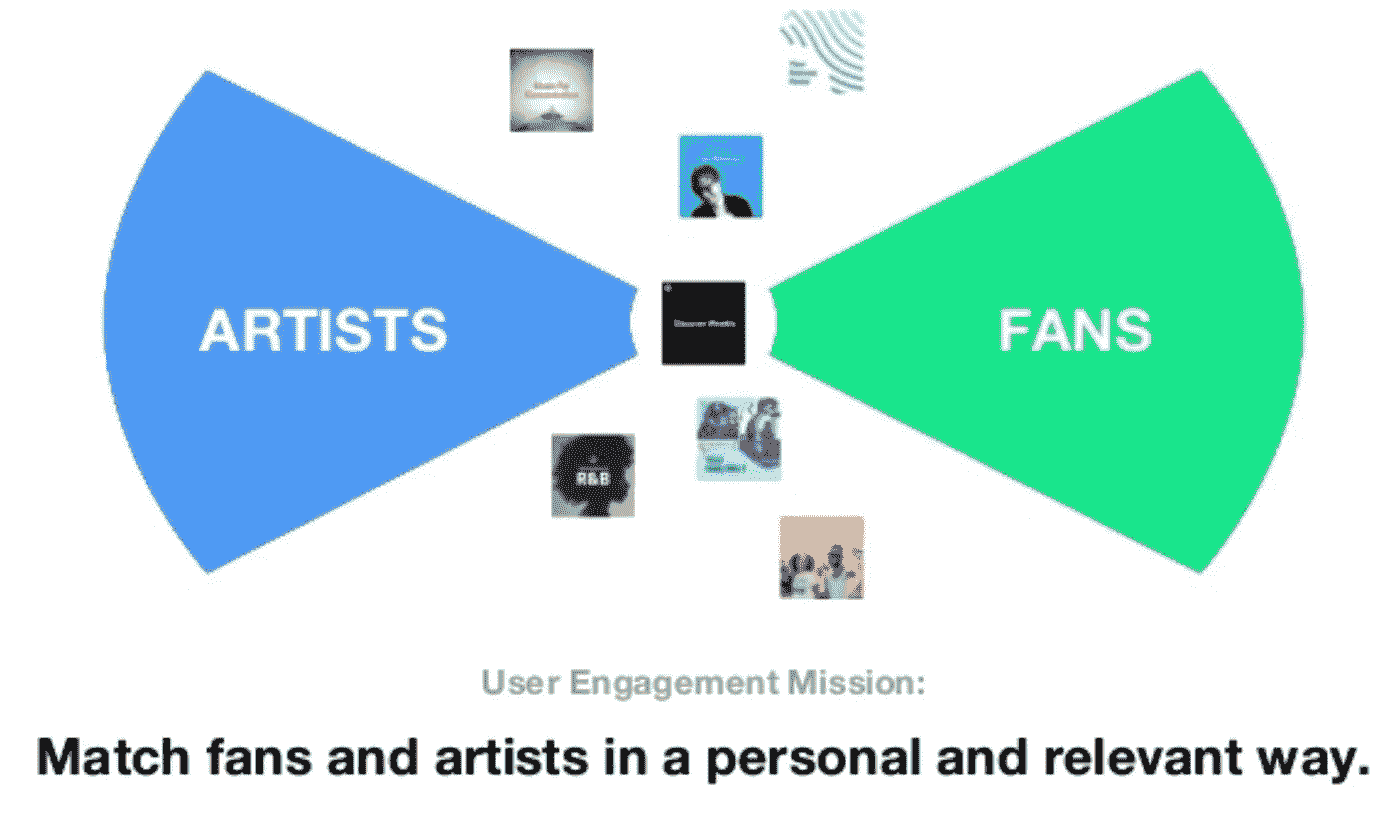 ARTISTS
FANS
Discover Weekly
R&B
User Engagement Mission:
Match fans and artists in a personal and relevant way.